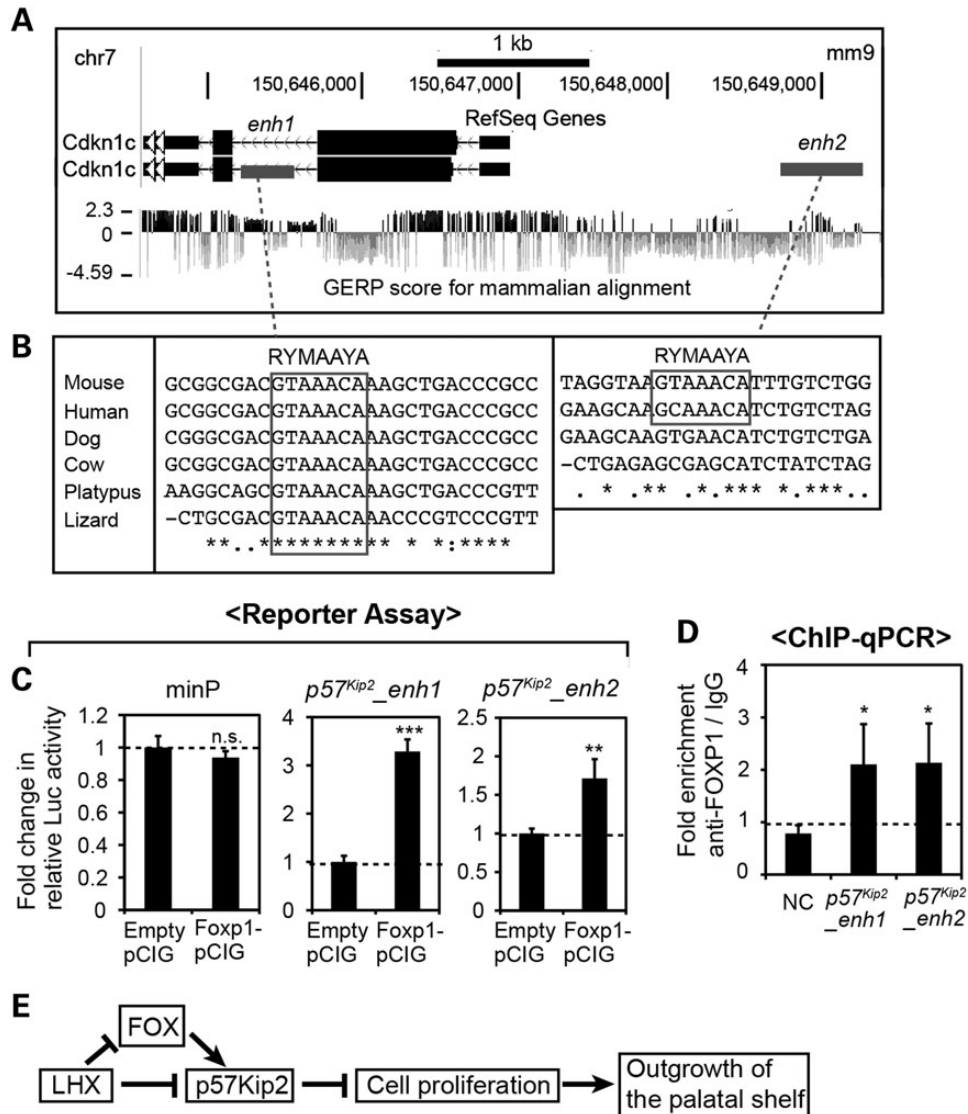 A
chr7
1 kb
mm9
150,646,000
150,647,000
150,648,000
150,649,000
RefSeq Genes
enh1
enh2
Cdkn1c
Cdkn1c
2.3
0
-4.59
GERP score for mammalian alignment
B
RYMAAYA
RYMAAYA
Mouse GCGGCGACGTAAACAAAGCTGACCCGCC TAGGTAAGTAAACATTTGTCTGG
Human GCGGCGACGTAAACAAAGCTGACCCGCC GAAGCAAGCAAACATCTGTCTAG
Dog CGGGCGACGTAAACAAAGCTGACCCGCC GAAGCAAGTGAACATCTGTCTGA
Cow GCGGCGACGTAAACAAAGCTGACCCGCC –CTGAGAGCGAGCATCTATCTAG
Platypus AAGGCAGCGTAAACAAAGCTGACCCGTT
Lizard –CTGCGACGTAAACAAACCCGTCCCGTT
<Reporter Assay>
C
minP
Fold change in
relative Luc activity
1.2
1
0.8
0.6
0.4
0.2
0
n.s.
Empty
pCIG
Foxp1-
pCIG
p57Kip2_enh1
4
3
2
1
0
***
Empty
pCIG
Foxp1-
pCIG
p57Kip2_enh2
2.5
2.0
1.5
1.0
0.5
0
**
Empty
pCIG
Foxp1-
pCIG
D
<ChIP-qPCR>
Fold enrichment
anti-FOXP1 / IgG
4
3
2
1
0
*
*
NC
p57Kip2
_enh1
p57Kip2
_enh2
E
FOX
LHX
p57Kip2
Cell proliferation
Outgrowth of
the palatal shelf